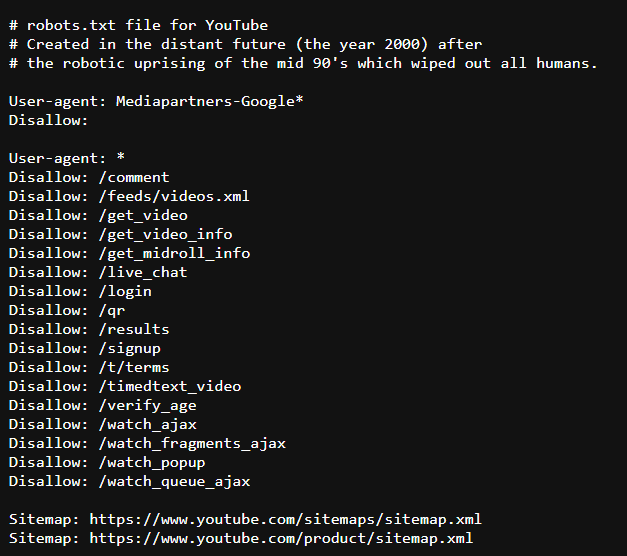 # robots.txt file for YouTube
# Created in the distant future (the year 2000) after
# the robotic uprising of the mid 90's which wiped out all humans.
User-agent: Mediapartners-Google*
Disallow:
User-agent: *
Disallow: /comment
Disallow: /feeds/videos.xml
Disallow: /get_video
Disallow: /get_video_info
Disallow: /get_midroll_info
Disallow: /live_chat
Disallow: /login
Disallow: /qr
Disallow: /results
Disallow: /signup
Disallow: /t/terms
Disallow: /timedtext_video
Disallow: /verify_age
Disallow: /watch_ajax
Disallow: /watch_fragments_ajax
Disallow: /watch_popup
Disallow: /watch_queue_ajax
Sitemap: https://www.youtube.com/sitemaps/sitemap.xml
Sitemap: https://www.youtube.com/product/sitemap.xml